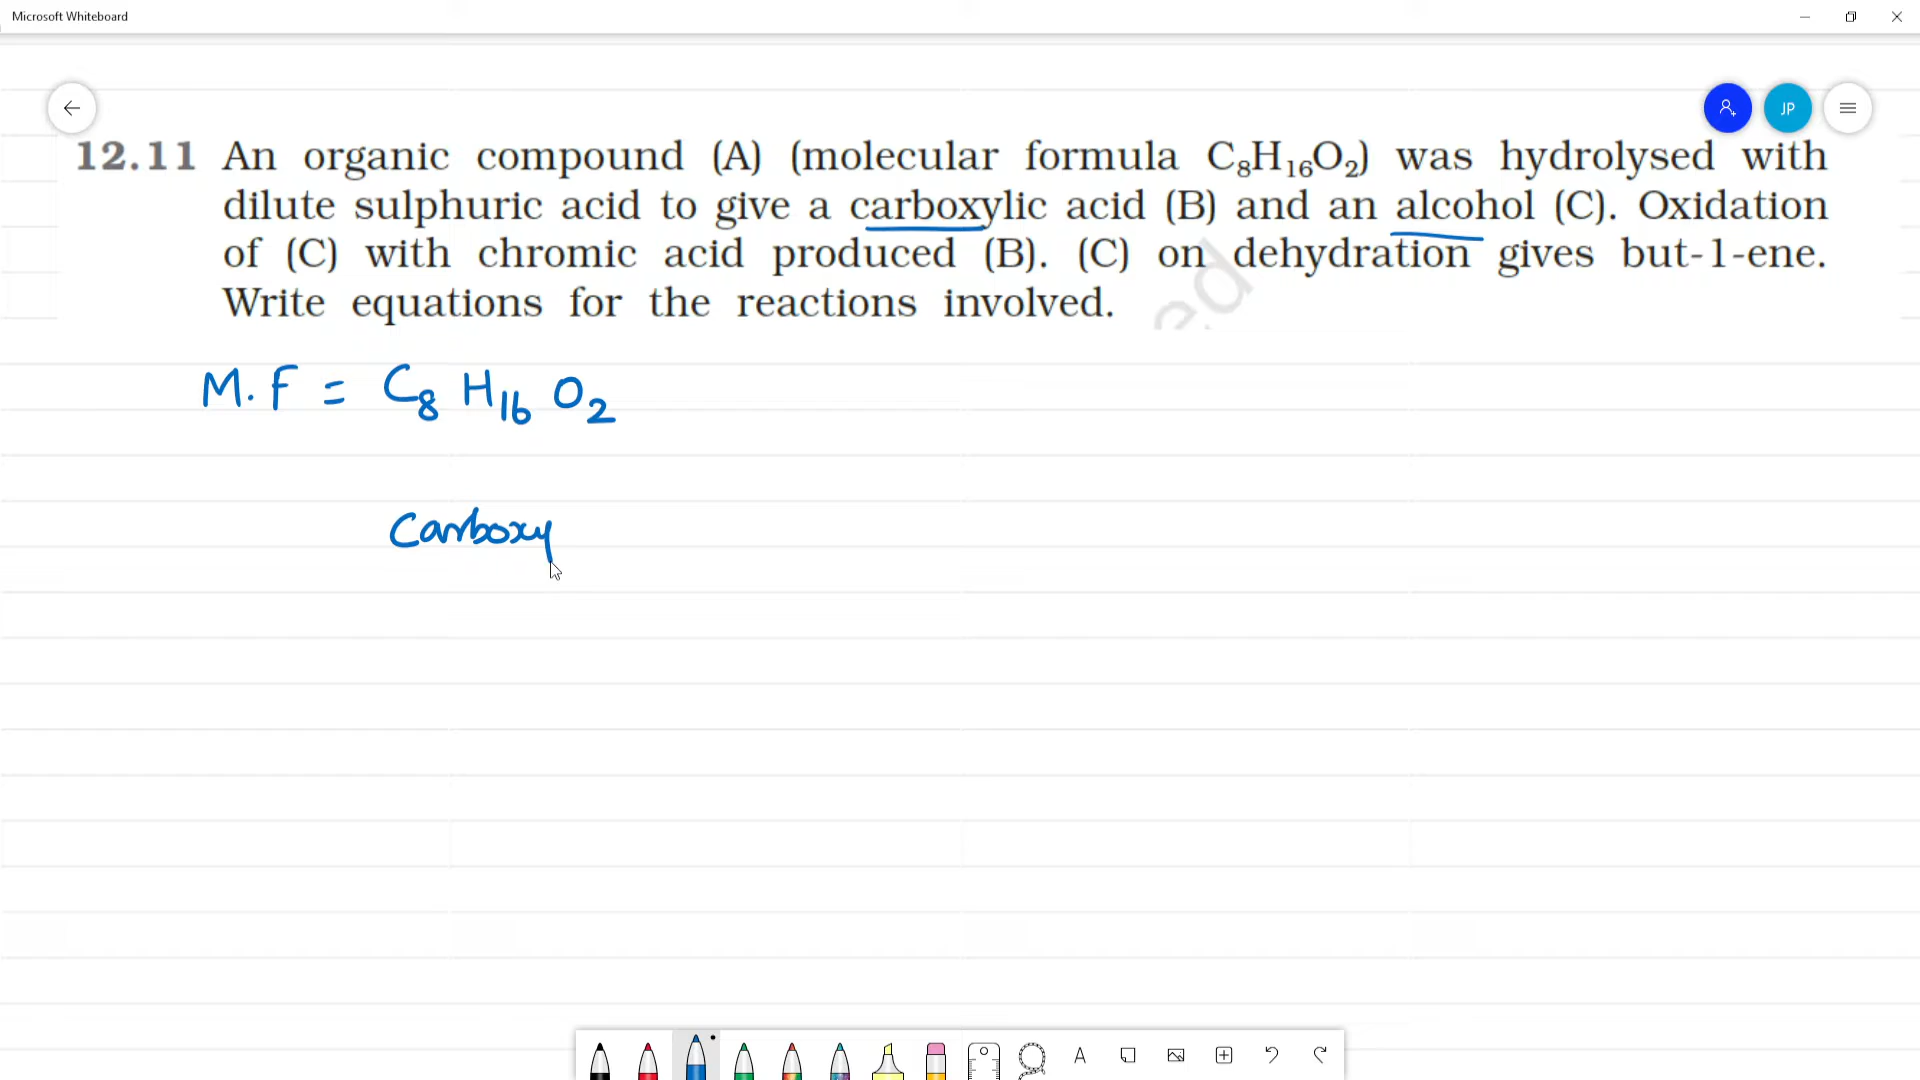 Microsoft Whiteboard
JP
12.11 An organic compound (A) (molecular formula C₈H₁₆O₂) was hydrolysed with
dilute sulphuric acid to give a carboxylic acid (B) and an alcohol (C). Oxidation
of (C) with chromic acid produced (B). (C) on dehydration gives but-1-ene.
Write equations for the reactions involved.
ed
M.F = C₈ H₁₆ O₂
Carboxy
A